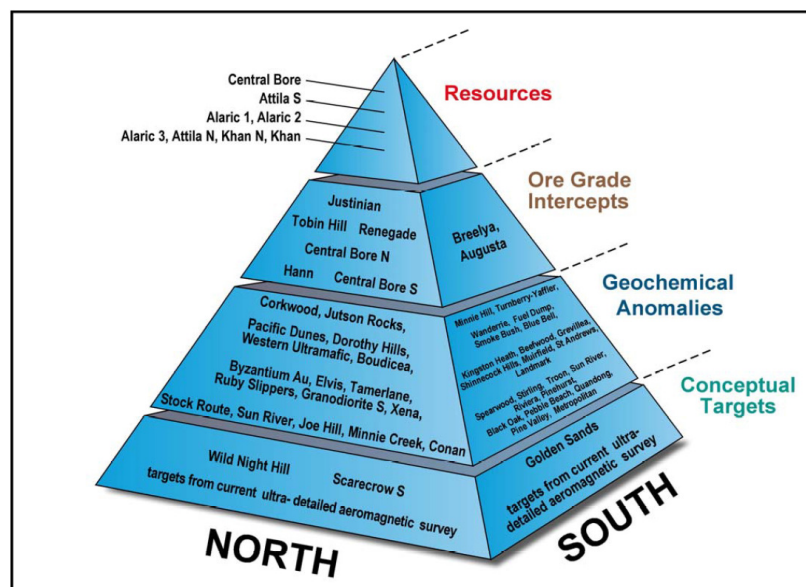 Central Bore
Attila S
Alaric 1, Alaric 2
Alaric 3, Attila N, Khan N, Khan
Resources
Justinian
Tobin Hill Renegade
Central Bore N
Hann Central Bore S
Breelya,
Augusta
Ore Grade
Intercepts
Corkwood, Jutson Rocks,
Pacific Dunes, Dorothy Hills,
Western Ultramafic, Boudicea,
Byzantium Au, Elvis, Tamerlane,
Ruby Slippers, Granodiorite S, Xena,
Stock Route, Sun River, Joe Hill, Minnie Creek, Conan
Minnie Hill, Turnberry-Yaffler,
Wanderrie, Fuel Dump,
Smoke Bush, Blue Bell,
Kingston Heath, Beefwood, Grevillea,
Shinnecock Hills, Muirfield, St Andrews,
Landmark
Spearwood, Stirling, Troon, Sun River,
Riviera, Pinehurst,
Black Oak, Pebble Beach, Quandong,
Pine Valley, Metropolitan
Geochemical
Anomalies
Wild Night Hill Scarecrow S
targets from current ultra- detailed aeromagnetic survey
Golden Sands
targets from current ultra-
detailed aeromagnetic survey
Conceptual
Targets
NORTH
SOUTH